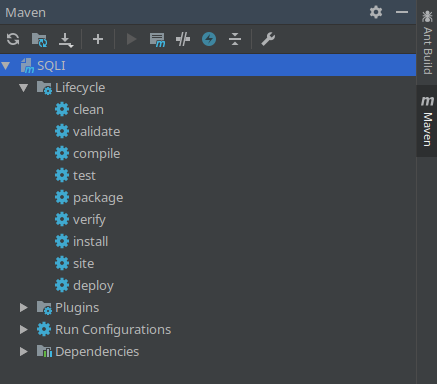 Maven
SQLI
Lifecycle
clean
validate
compile
test
package
verify
install
site
deploy
Plugins
Run Configurations
Dependencies
Ant Build
m Maven